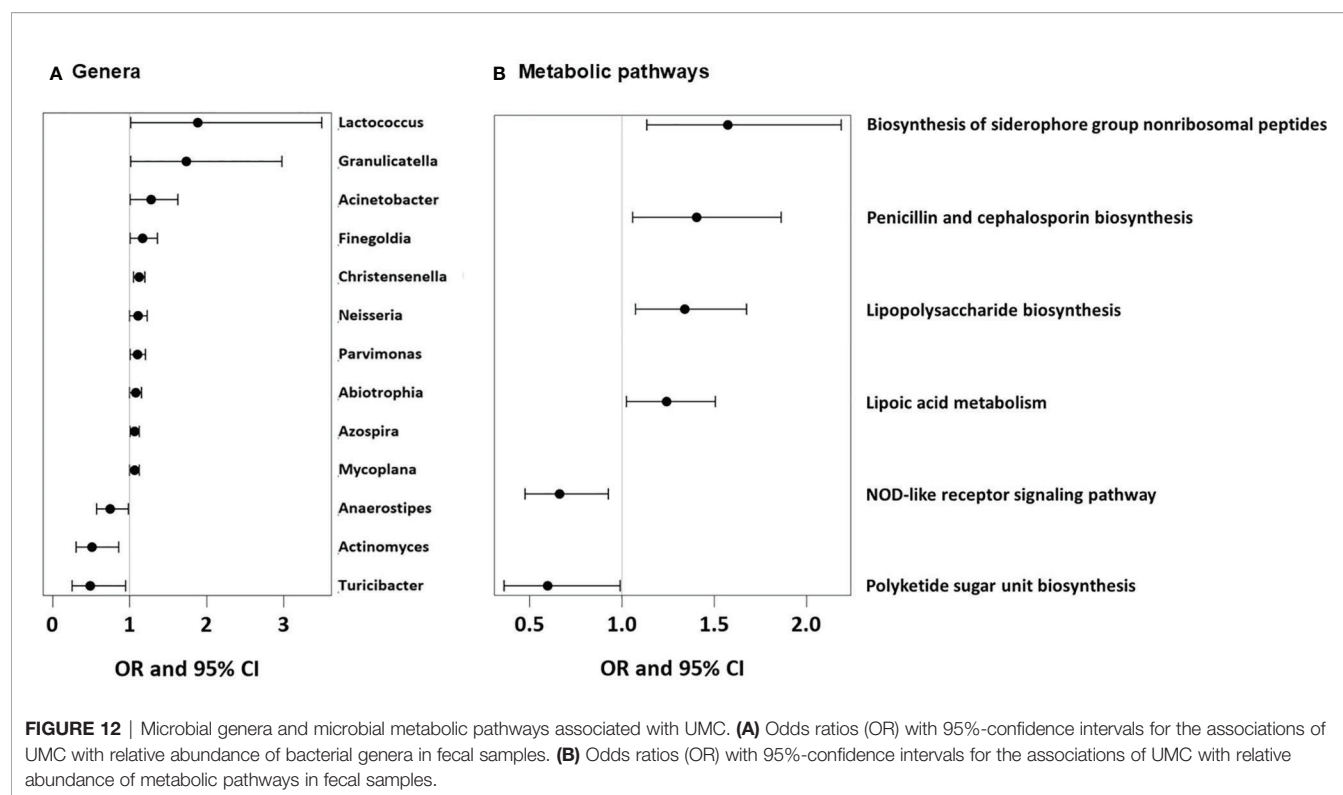 A Genera
Lactococcus
Granulicatella
Acinetobacter
Finegoldia
Christensenella
Neisseria
Parvimonas
Abiotrophia
Azospira
Mycoplana
Anaerostipes
Actinomyces
Turicibacter
0 1 2 3
OR and 95% CI
B Metabolic pathways
Biosynthesis of siderophore group nonribosomal peptides
Penicillin and cephalosporin biosynthesis
Lipopolysaccharide biosynthesis
Lipoic acid metabolism
NOD-like receptor signaling pathway
Polyketide sugar unit biosynthesis
0.5 1.0 1.5 2.0
OR and 95% CI
FIGURE 12 | Microbial genera and microbial metabolic pathways associated with UMC. (A) Odds ratios (OR) with 95%-confidence intervals for the associations of
UMC with relative abundance of bacterial genera in fecal samples. (B) Odds ratios (OR) with 95%-confidence intervals for the associations of UMC with relative
abundance of metabolic pathways in fecal samples.